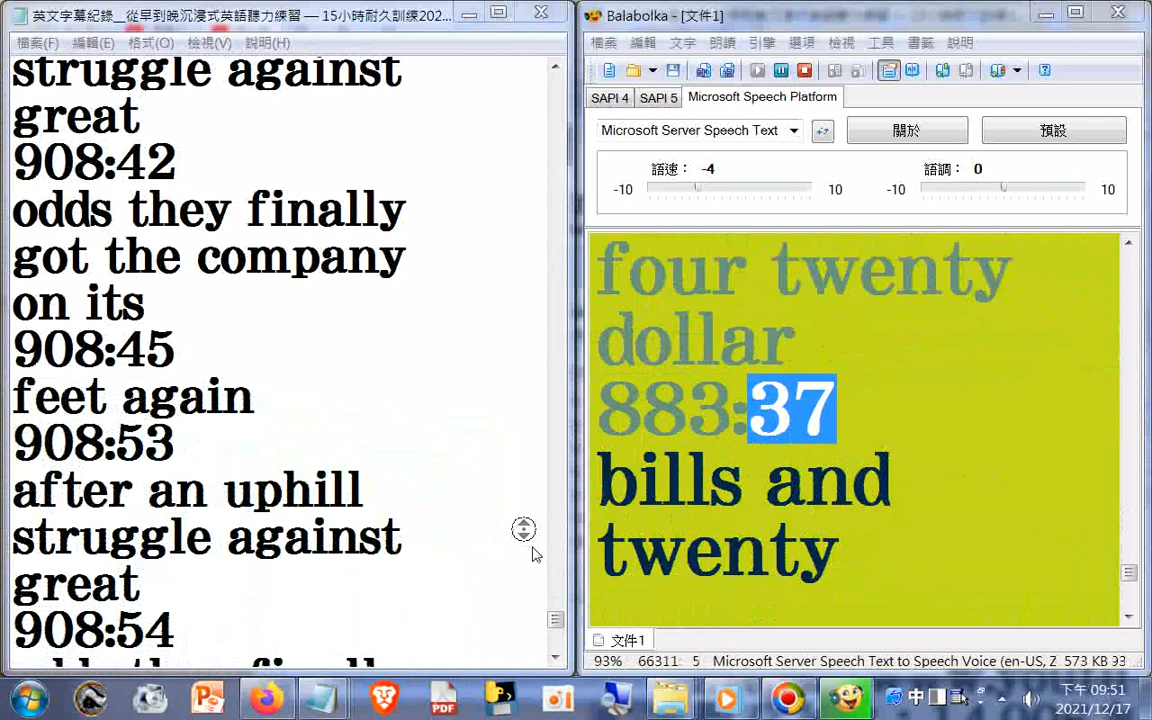 英文字幕紀錄__從早到晚沉浸式英語聽力練習 — 15小時耐久訓練202...
檔案(F) 編輯(E) 格式(O) 檢視(V) 說明(H)
struggle against
great
908:42
odds they finally
got the company
on its
908:45
feet again
908:53
after an uphill
struggle against
great
908:54
Balabolka - [文件1]
檔案 編輯 文字 朗讀 引擎 選項 檢視 工具 書籤 說明
SAPI 4 SAPI 5 Microsoft Speech Platform
Microsoft Server Speech Text 關於 預設
語速： -4 語調： 0
-10 10 -10 10
four twenty
dollar
883:37
bills and
twenty
文件1
93% 66311: 5 Microsoft Server Speech Text to Speech Voice (en-US, Z 573 KB 93
PDF
中
下午 09:51
2021/12/17